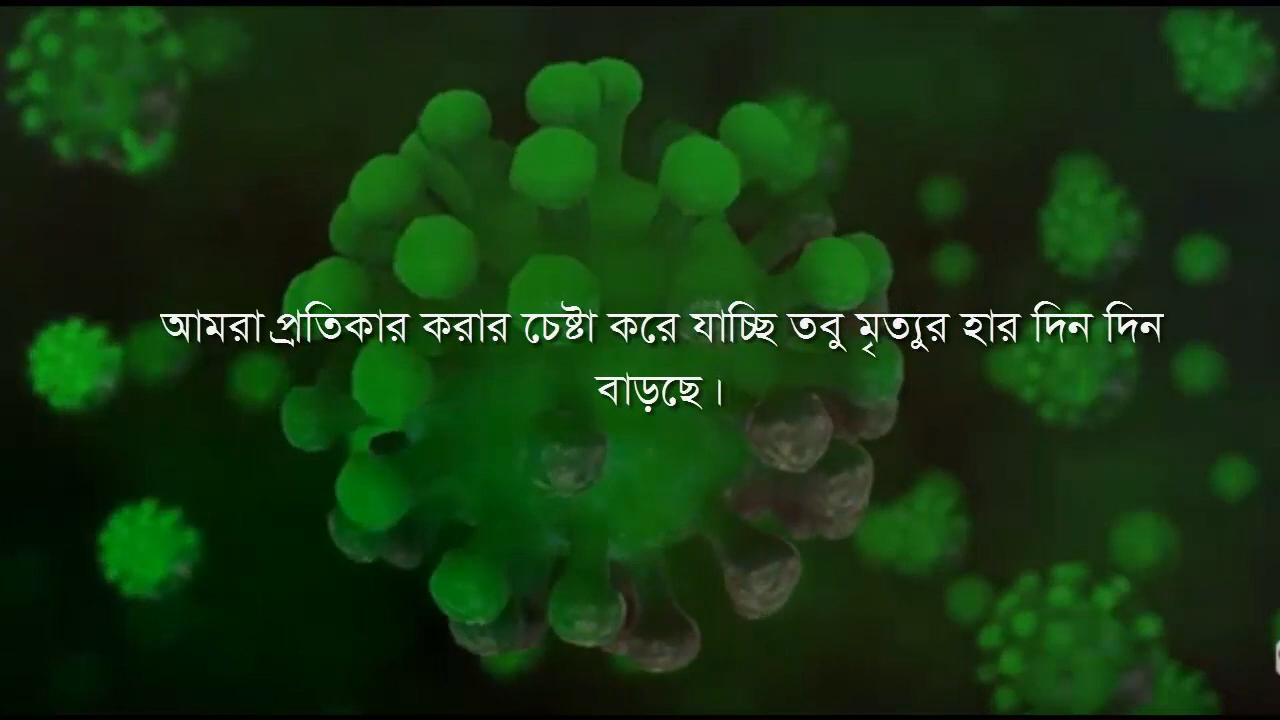 আমরা প্রতিকার করার চেষ্টা করে যাচ্ছি তবু মৃত্যুর হার দিন দিন
বাড়ছে।